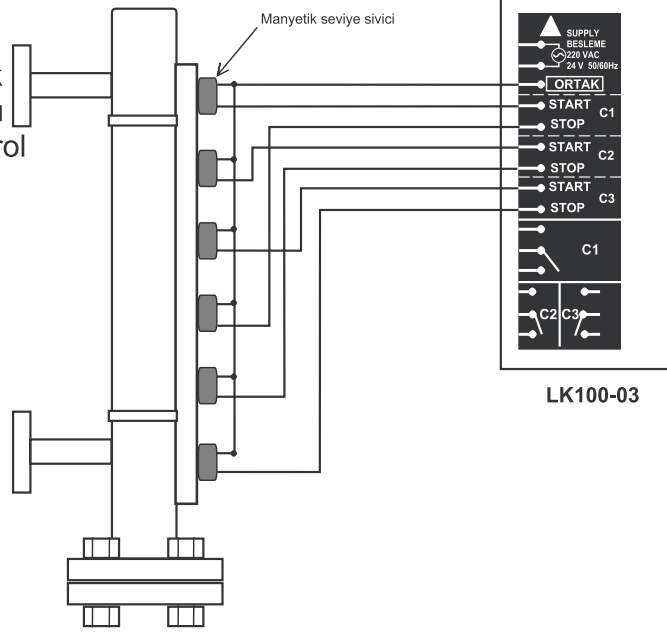 Manyetik seviye sivici
rol
SUPPLY
BESLEME
220 VAC
24 V 50/60Hz
ORTAK
START
C1
STOP
START
C2
STOP
START
C3
STOP
C1
C2 C3
LK100-03